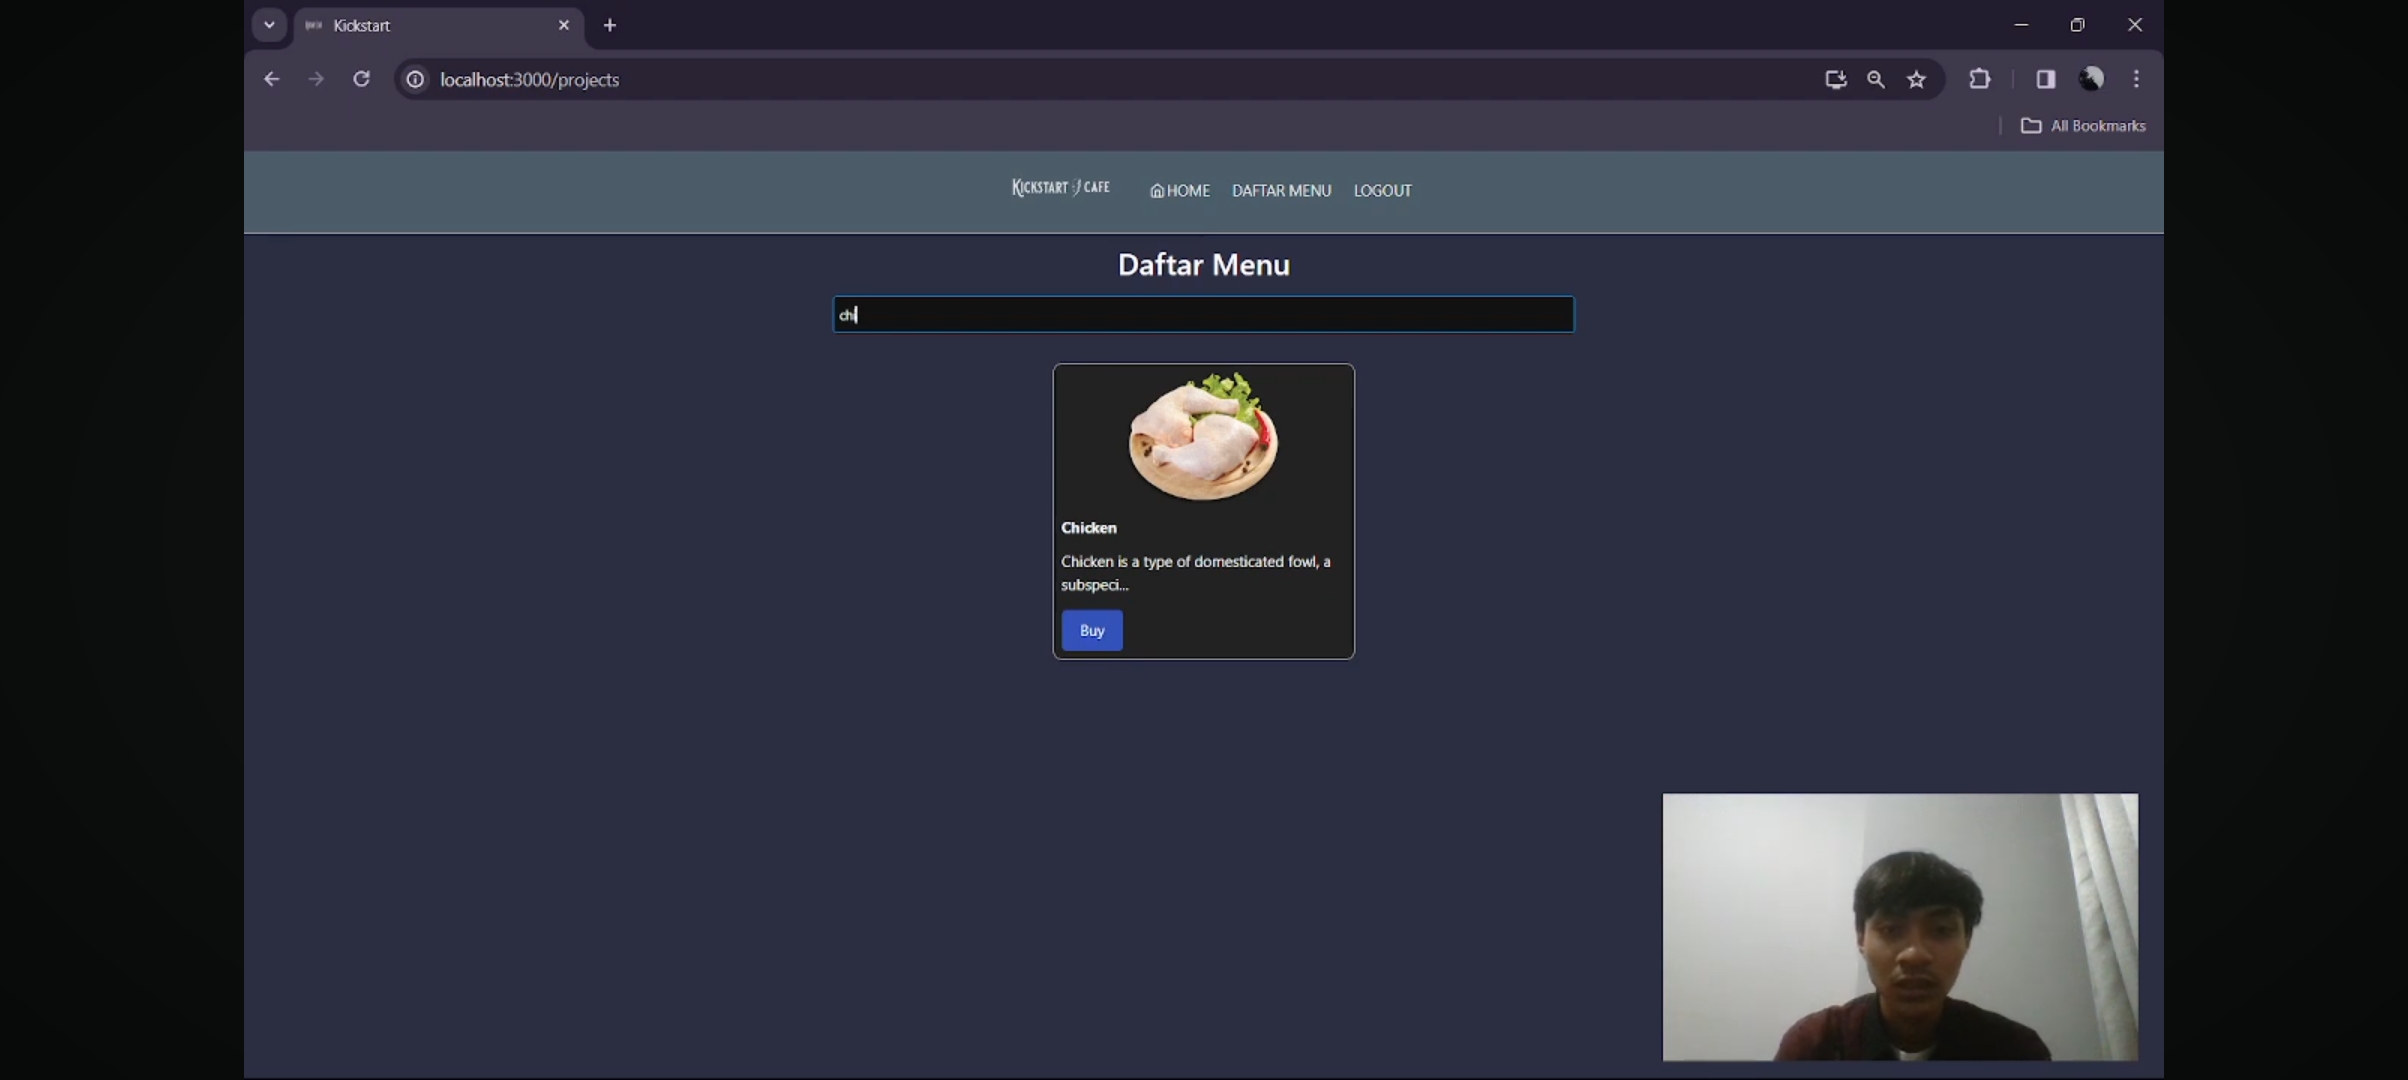 Kickstart
localhost:3000/projects
All Bookmarks
KICKSTART CAFE HOME DAFTAR MENU LOGOUT
Daftar Menu
chi
Chicken
Chicken is a type of domesticated fowl, a
subspeci...
Buy